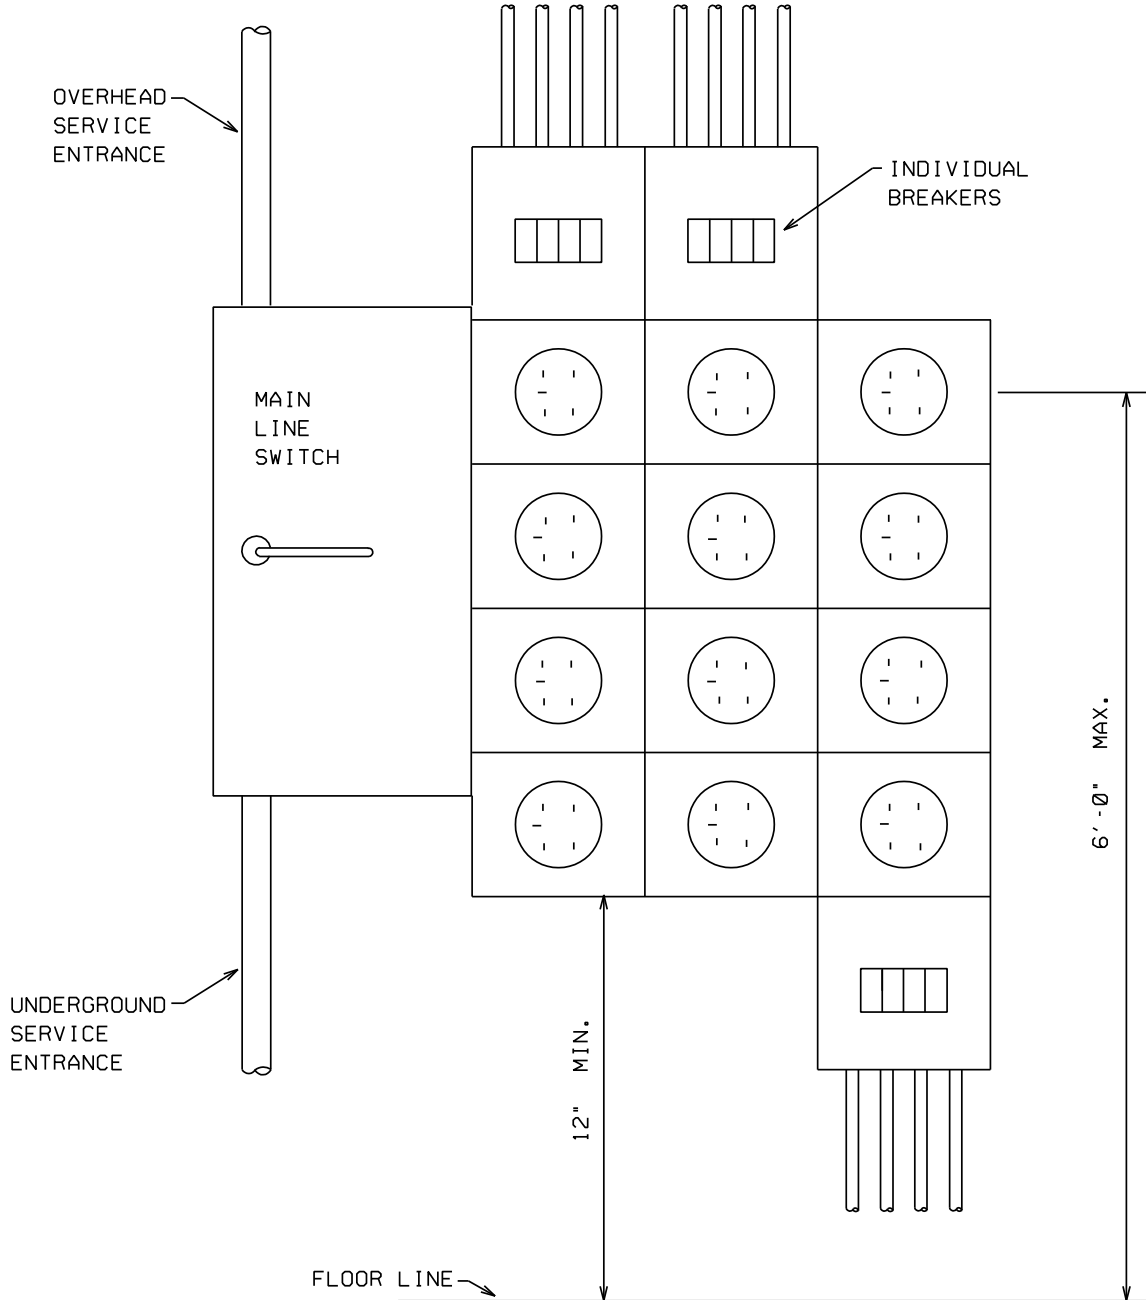 OVERHEAD
SERVICE
ENTRANCE
INDIVIDUAL
BREAKERS
MAIN
LINE
SWITCH
6'-0" MAX.
UNDERGROUND
SERVICE
ENTRANCE
12" MIN.
FLOOR LINE